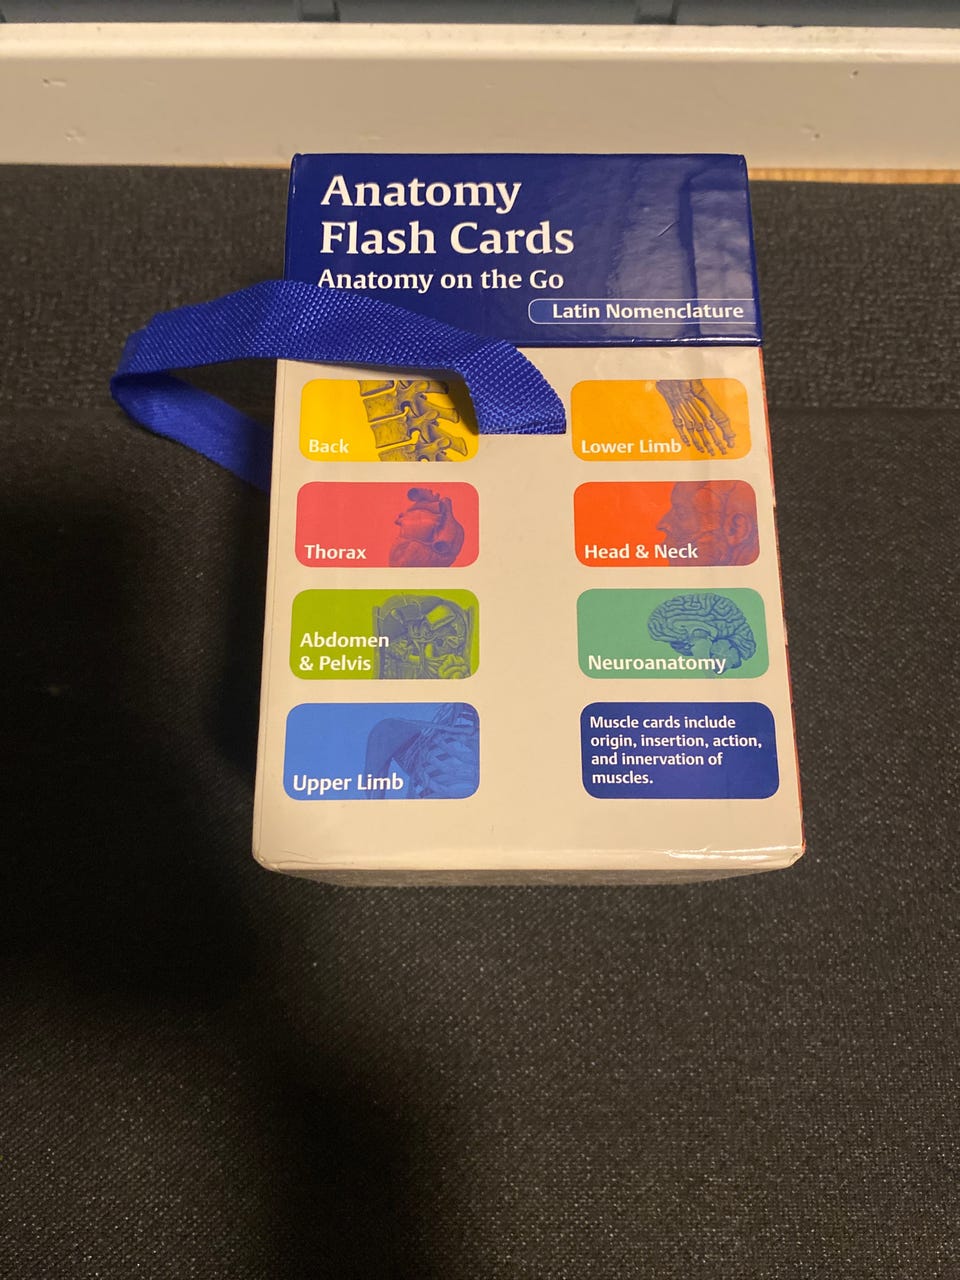 Anatomy
Flash Cards
Anatomy on the Go
Latin Nomenclature
Back
Thorax
Abdomen
& Pelvis
Upper Limb
Lower Limb
Head & Neck
Neuroanatomy
Muscle cards include
origin, insertion, action,
and innervation of
muscles.